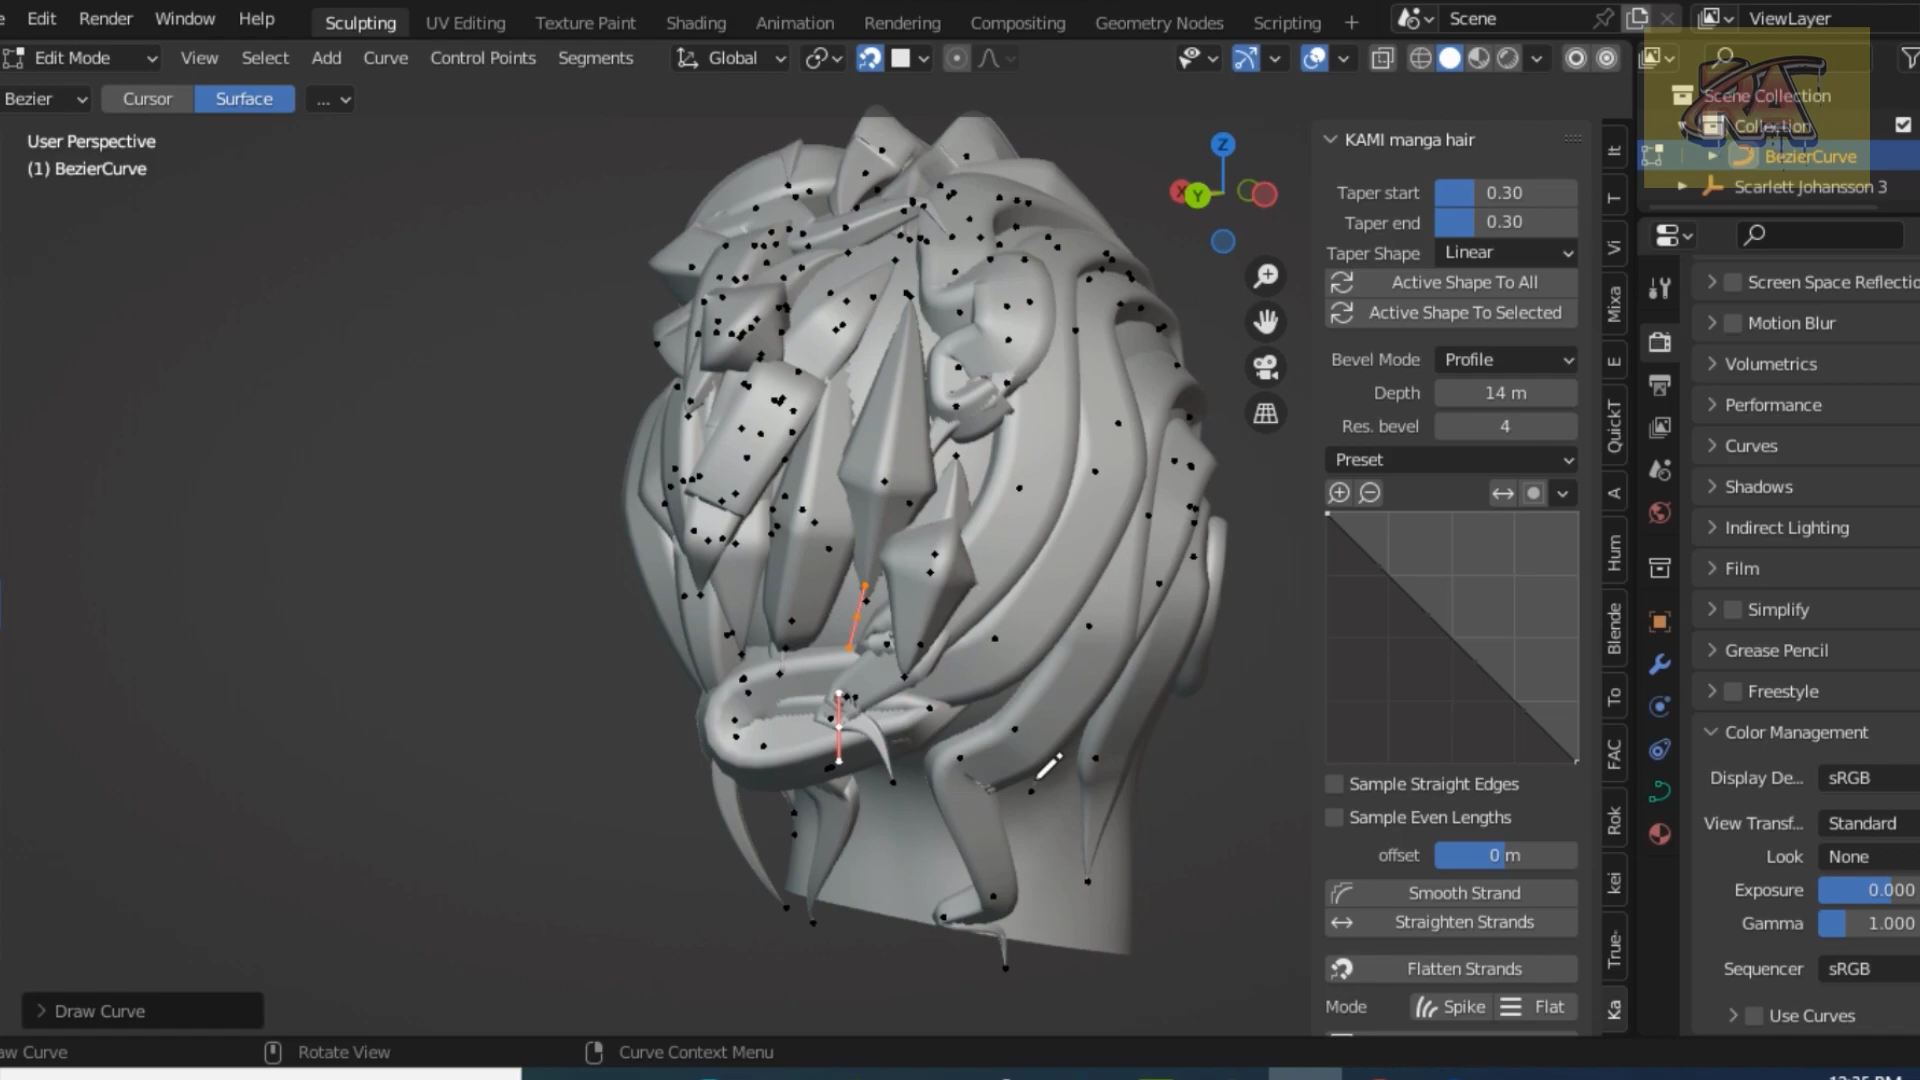 Edit Render Window Help Sculpting UV Editing Texture Paint Shading Animation Rendering Compositing Geometry Nodes Scripting + Scene ViewLayer
Edit Mode View Select Add Curve Control Points Segments Global
Bezier Cursor Surface ...
User Perspective
(1) BezierCurve
Z
X
Y
KAMI manga hair
Taper start 0.30
Taper end 0.30
Taper Shape Linear
Active Shape To All
Active Shape To Selected
Bevel Mode Profile
Depth 14 m
Res. bevel 4
Preset
Sample Straight Edges
Sample Even Lengths
offset 0 m
Smooth Strand
Straighten Strands
Flatten Strands
Mode Spike Flat
It
T
Vi
Mixa
E
QuickT
A
Hum
Blende
To
FAC
Rok
kei
True-
Ka
RA
Scene Collection
Collection
BezierCurve
Scarlett Johansson 3
Screen Space Reflectio
Motion Blur
Volumetrics
Performance
Curves
Shadows
Indirect Lighting
Film
Simplify
Grease Pencil
Freestyle
Color Management
Display De... sRGB
View Transf... Standard
Look None
Exposure 0.000
Gamma 1.000
Sequencer sRGB
Use Curves
Draw Curve
aw Curve Rotate View Curve Context Menu